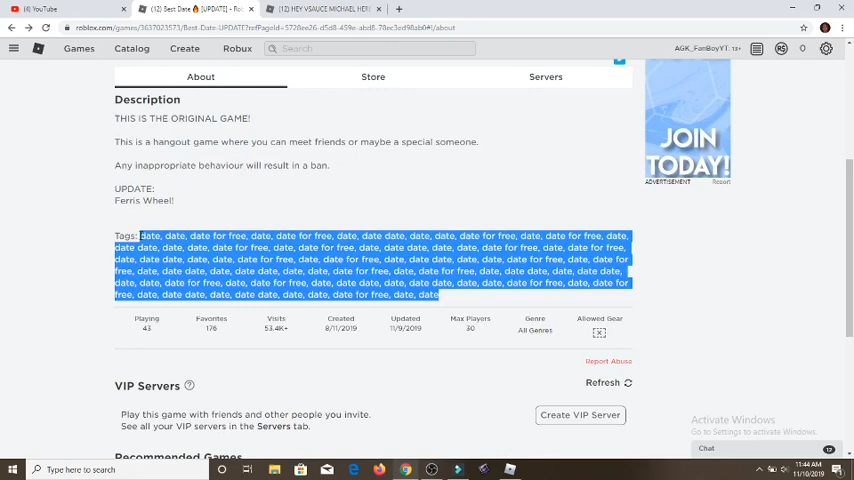 (12) YouTube
(12) Best Date 🔥 [UPDATE] - Ro
(12) HEY VSAUCE MICHAEL HER
roblox.com/games/3637023573/Best-Date-UPDATE?refPageId=
Games Catalog Create Robux Search AGK_FanBoyYT: 13+ 0
About Store Servers
Description
THIS IS THE ORIGINAL GAME!
This is a hangout game where you can meet friends or maybe a special someone.
Any inappropriate behaviour will result in a ban.
UPDATE:
Ferris Wheel!
JOIN
TODAY!
ADVERTISEMENT Report
Tags: date, date, date for free, date, date for free, date, date date, date, date, date for free, date, date for free, date,
date date, date, date, date for free, date, date for free, date, date, date, date, date for free, date, date for free,
date, date date, date, date, date for free, date, date for free, date, date date, date, date, date for free, date, date for
free, date, date date, date, date, date for free, date, date for free, date, date date, date, date date,
date, date, date for free, date, date for free, date, date date, date, date, date for free, date, date for
free, date, date date, date, date date, date, date, date for free, date, date
Playing Favorites Visits Created Updated Max Players Genre Allowed Gear
43 176 53.4K+ 8/11/2019 11/9/2019 30 All Genres
Report Abuse
VIP Servers
Refresh
Play this game with friends and other people you invite.
See all your VIP servers in the Servers tab.
Create VIP Server
Activate Windows
Go to Settings to activate Windows.
Recommended Games
Chat 12
Type here to search
11:44 AM
11/10/2019